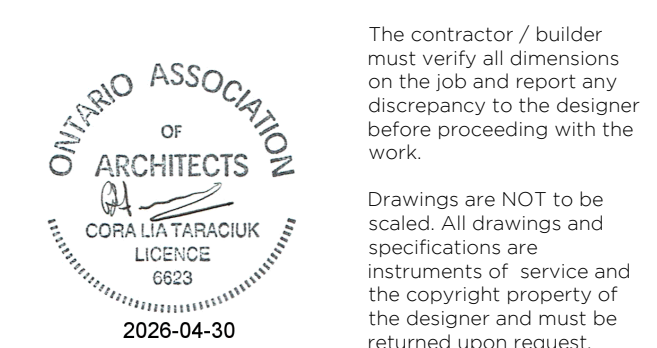 ONTARIO ASSOCIATION
OF
ARCHITECTS
CORA LIA TARACIUK
LICENCE
6623
2026-04-30
The contractor / builder
must verify all dimensions
on the job and report any
discrepancy to the designer
before proceeding with the
work.
Drawings are NOT to be
scaled. All drawings and
specifications are
instruments of service and
the copyright property of
the designer and must be
returned upon request.